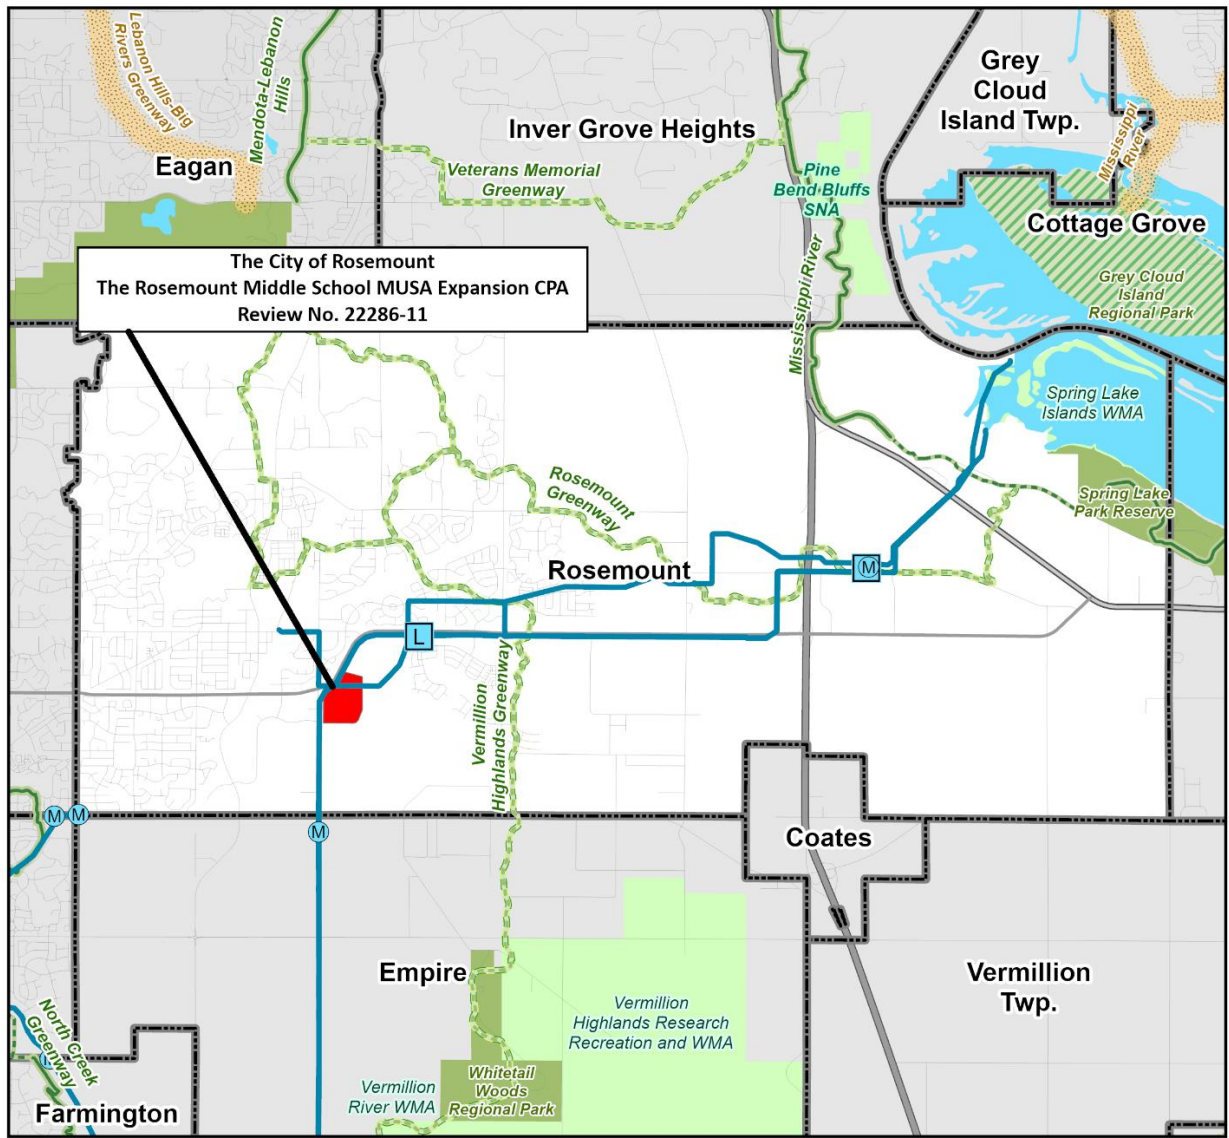 Lebanon Hills-Big
Rivers Greenway
Mendota-Lebanon
Hills
Eagan
Inver Grove Heights
Veterans Memorial
Greenway
Pine
Bend Bluffs
SNA
Grey
Cloud
Island Twp.
Mississippi
River
Cottage Grove
Grey Cloud
Island
Regional Park
The City of Rosemount
The Rosemount Middle School MUSA Expansion CPA
Review No. 22286-11
MississippiRiver
Spring Lake
Islands WMA
Spring Lake
Park Reserve
Rosemount
Greenway
Rosemount
M
L
Vermillion
Highlands Greenway
M
M
M
Coates
Empire
Vermillion
Twp.
Vermillion
Highlands Research
Recreation and WMA
North Creek
Greenway
Whitetail
Woods
Regional Park
Vermillion
River WMA
Farmington